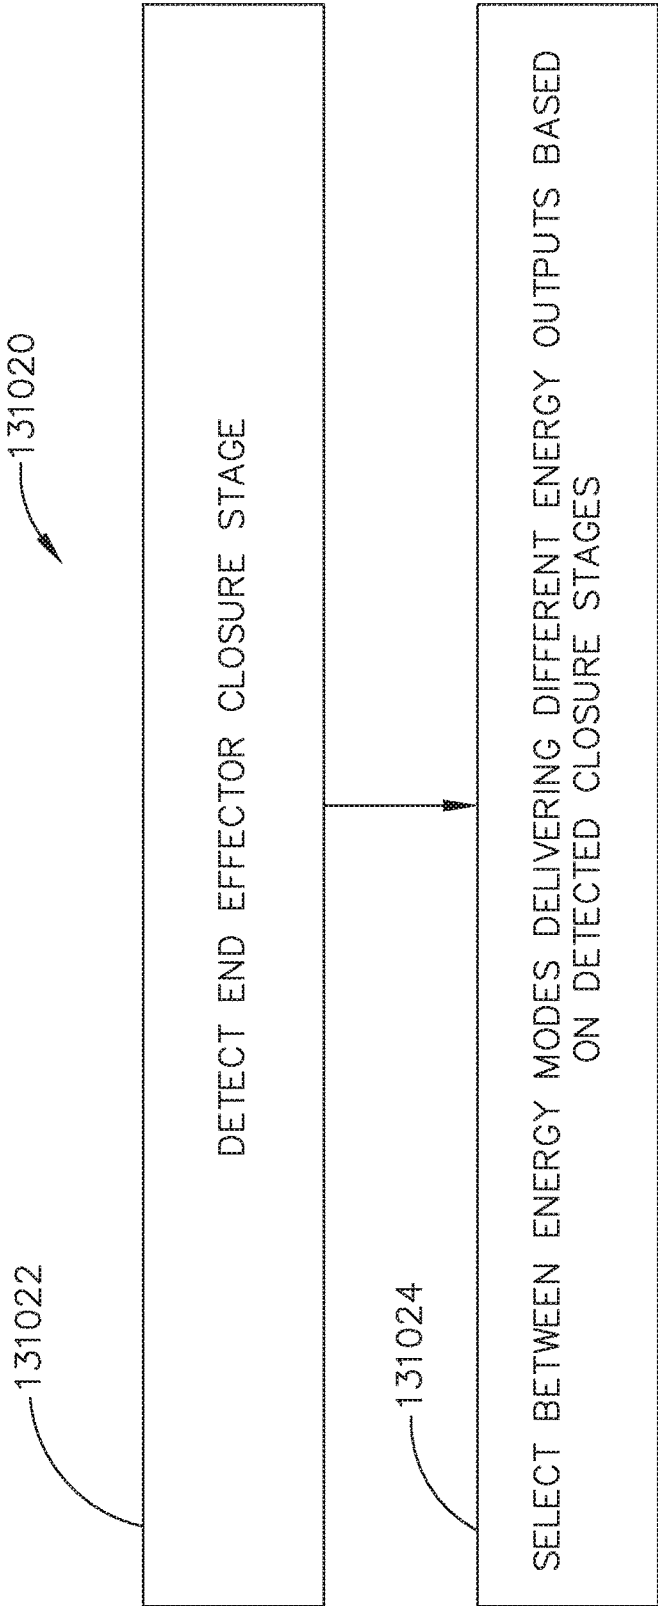 131020
131022
DETECT END EFFECTOR CLOSURE STAGE
131024
SELECT BETWEEN ENERGY MODES DELIVERING DIFFERENT ENERGY OUTPUTS BASED
ON DETECTED CLOSURE STAGES